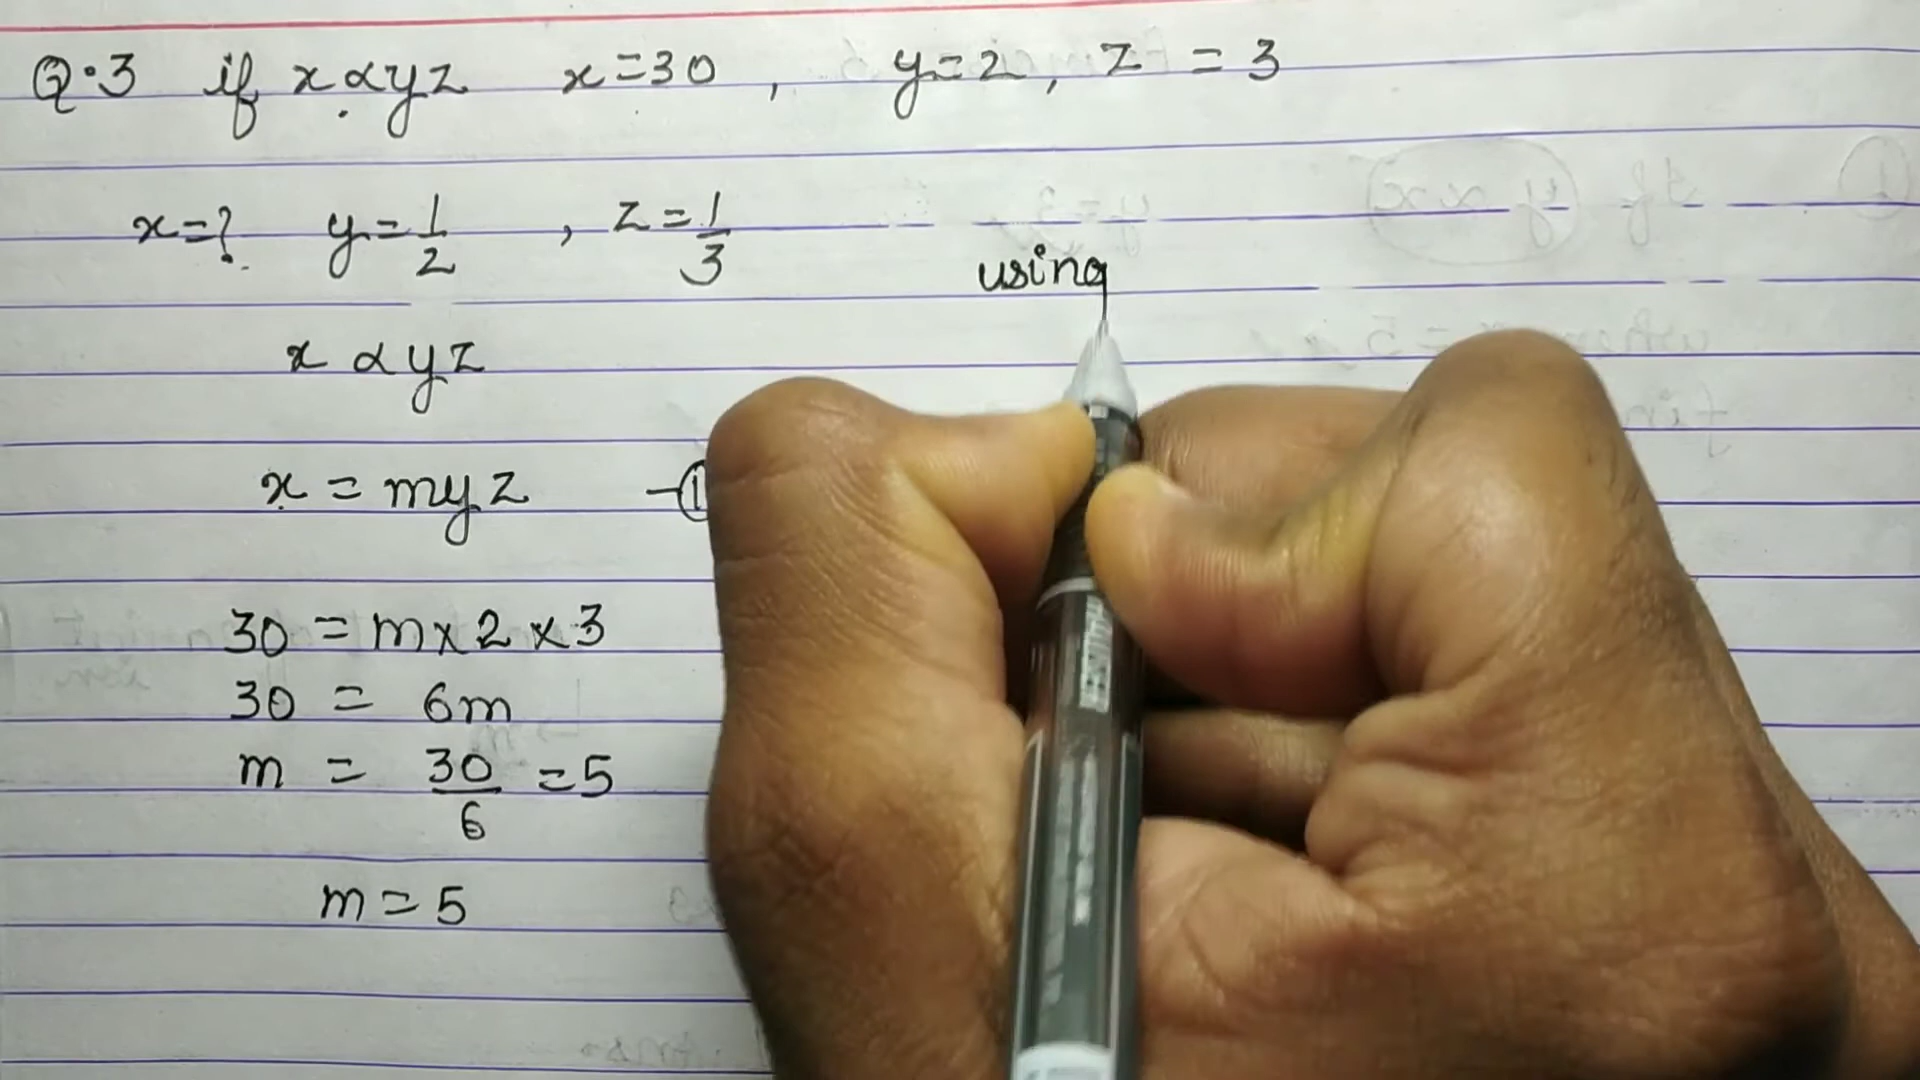 Q.3 if x α yz x = 30 , y = 2 , z = 3
x = ? y = 1/2 , z = 1/3
using
x α yz
x = myz —①
30 = m x 2 x 3
30 = 6m
m = 30/6 = 5
m = 5